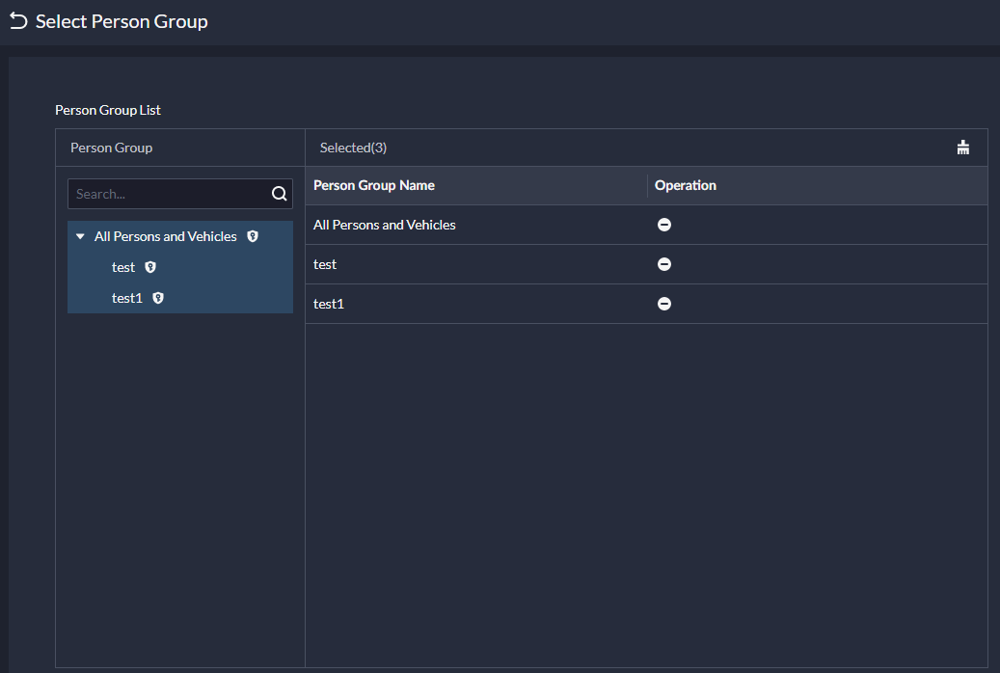 Select Person Group
Person Group List
Person Group
Selected(3)
Search...
Person Group Name
Operation
All Persons and Vehicles
test
test1
All Persons and Vehicles
test
test1